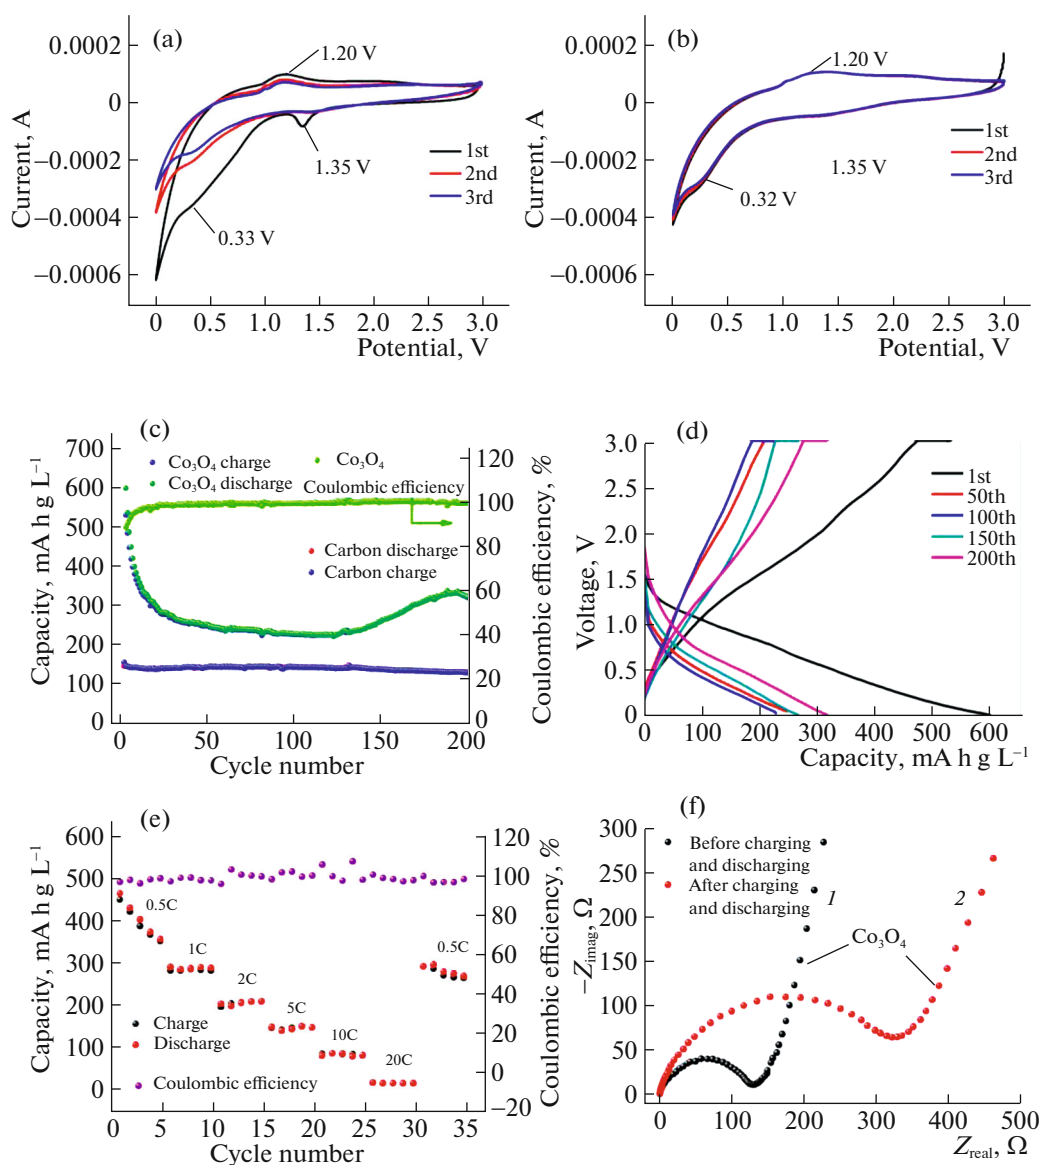 (a)
0.0002
0
−0.0002
−0.0004
−0.0006
Current, A
1.20 V
1.35 V
0.33 V
1st
2nd
3rd
0 0.5 1.0 1.5 2.0 2.5 3.0
Potential, V
(b)
0.0002
0
−0.0002
−0.0004
−0.0006
Current, A
1.20 V
1.35 V
0.32 V
1st
2nd
3rd
0 0.5 1.0 1.5 2.0 2.5 3.0
Potential, V
(c)
700
600
500
400
300
200
100
0
Capacity, mA h g L⁻¹
Co₃O₄ charge
Co₃O₄ discharge
Co₃O₄
Coulombic efficiency
Carbon discharge
Carbon charge
120
100
80
60
40
20
0
Coulombic efficiency, %
0 50 100 150 200
Cycle number
(d)
3.0
2.5
2.0
1.5
1.0
0.5
0
Voltage, V
1st
50th
100th
150th
200th
0 100 200 300 400 500 600
Capacity, mA h g L⁻¹
(e)
600
500
400
300
200
100
0
Capacity, mA h g L⁻¹
0.5C
1C
2C
5C
10C
20C
0.5C
Charge
Discharge
Coulombic efficiency
120
100
80
60
40
20
0
−20
Coulombic efficiency, %
0 5 10 15 20 25 30 35
Cycle number
(f)
300
250
200
150
100
50
0
−Zimag, Ω
Before charging
and discharging
After charging
and discharging
1
2
Co₃O₄
0 100 200 300 400 500
Zreal, Ω